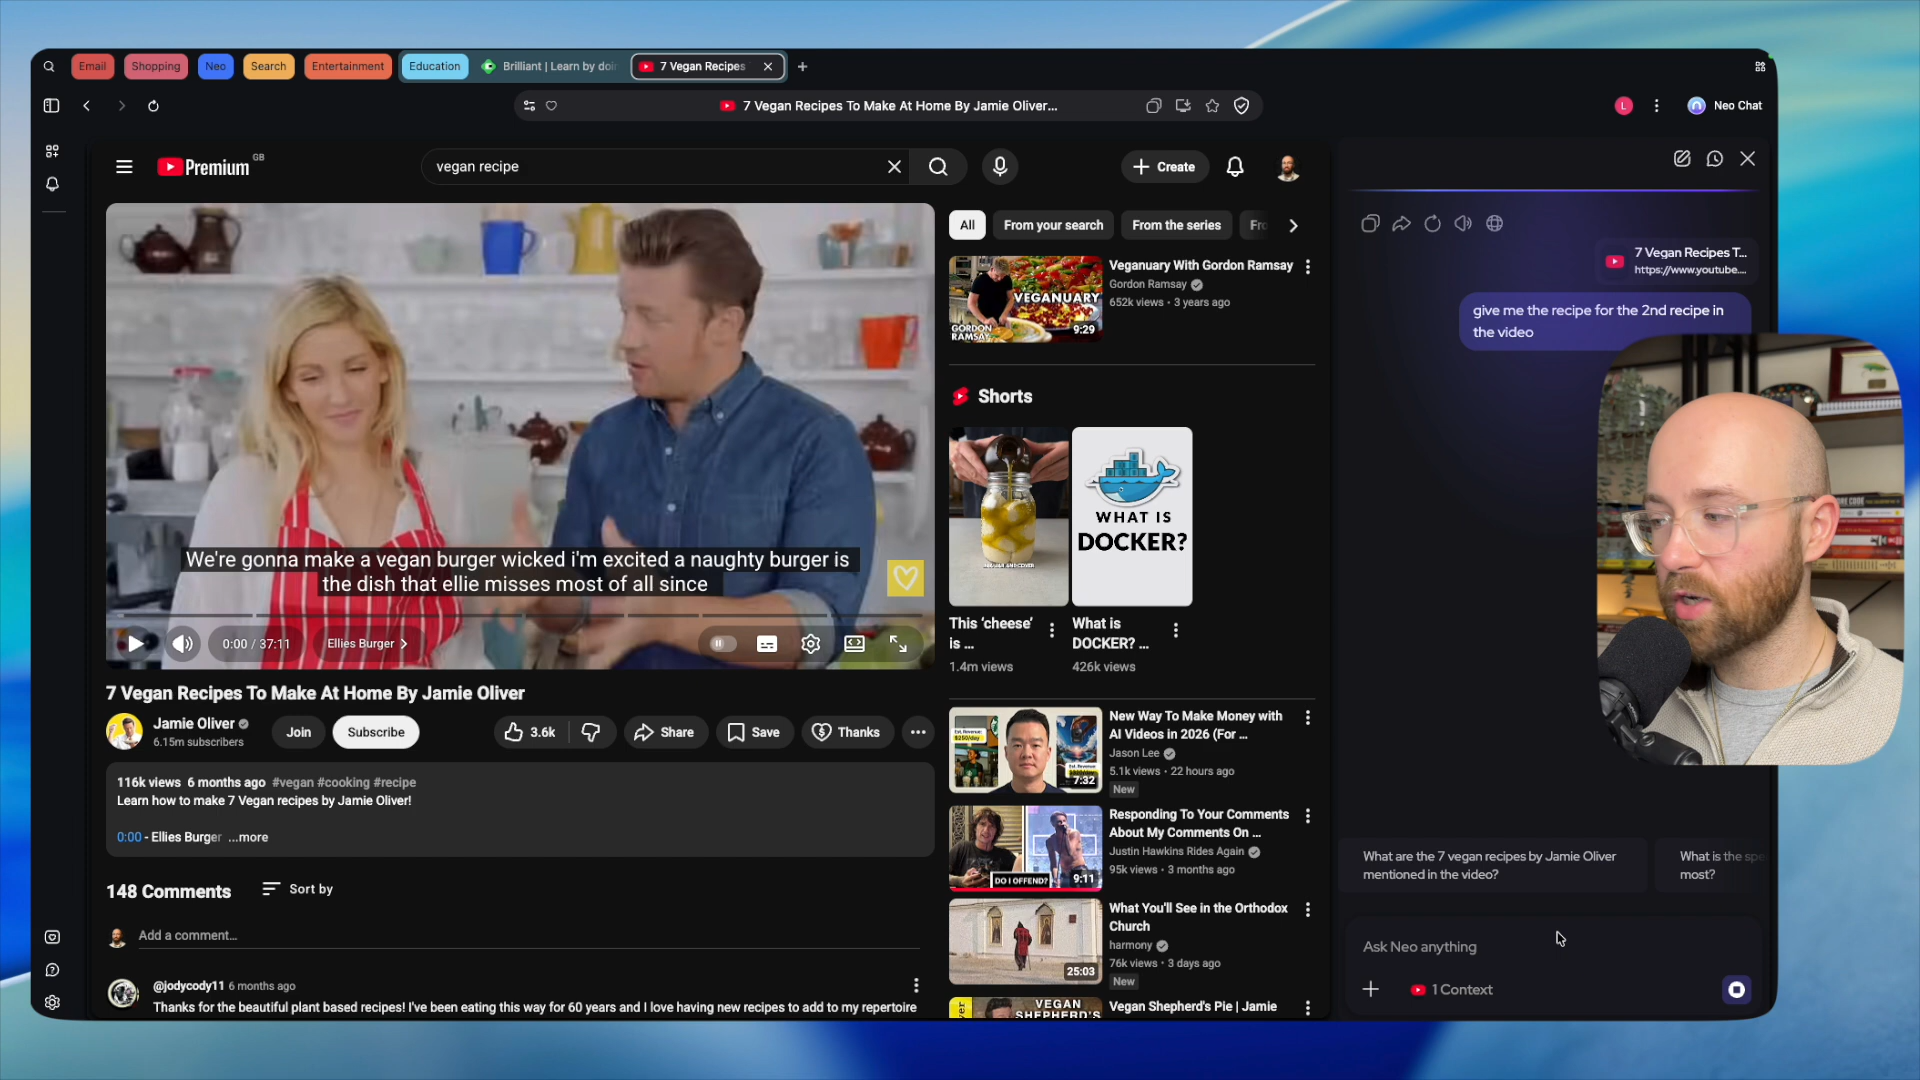 Email
Shopping
Neo
Search
Entertainment
Education
Brilliant | Learn by doi
7 Vegan Recipes
7 Vegan Recipes To Make At Home By Jamie Oliver...
L
Neo Chat
Premium GB
vegan recipe
Create
We're gonna make a vegan burger wicked i'm excited a naughty burger is
the dish that ellie misses most of all since
0:00 / 37:11
Ellies Burger
7 Vegan Recipes To Make At Home By Jamie Oliver
Jamie Oliver
6.15m subscribers
Join
Subscribe
3.6k
Share
Save
Thanks
116k views 6 months ago #vegan #cooking #recipe
Learn how to make 7 Vegan recipes by Jamie Oliver!
0:00 - Ellies Burger ...more
148 Comments
Sort by
Add a comment...
@jodycody11 6 months ago
Thanks for the beautiful plant based recipes! I've been eating this way for 60 years and I love having new recipes to add to my repertoire
All
From your search
From the series
Fro
VEGANUARY
GORDON
RAMSAY
9:29
Veganuary With Gordon Ramsay
Gordon Ramsay
652k views • 3 years ago
Shorts
WHAT IS
DOCKER?
This ‘cheese’
is ...
1.4m views
What is
DOCKER? ...
426k views
7:32
New Way To Make Money with
AI Videos in 2026 (For ...
Jason Lee
5.1k views • 22 hours ago
New
DO I OFFEND?
9:11
Responding To Your Comments
About My Comments On ...
Justin Hawkins Rides Again
95k views • 3 months ago
25:03
What You'll See in the Orthodox
Church
harmony
76k views • 3 days ago
New
VEGAN
SHEPHERD'S
Vegan Shepherd's Pie | Jamie
7 Vegan Recipes T...
https://www.youtube....
give me the recipe for the 2nd recipe in
the video
What are the 7 vegan recipes by Jamie Oliver
mentioned in the video?
What is the spe
most?
Ask Neo anything
1 Context